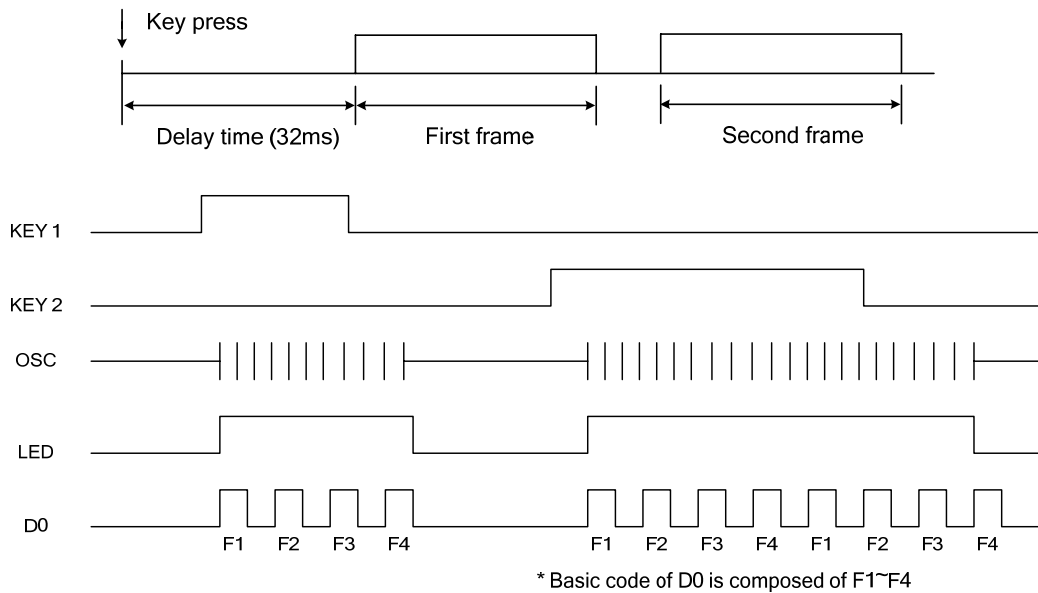 Key press
Delay time (32ms)
First frame
Second frame
KEY 1
KEY 2
OSC
LED
D0
F1 F2 F3 F4 F1 F2 F3 F4 F1 F2 F3 F4
* Basic code of D0 is composed of F1~F4